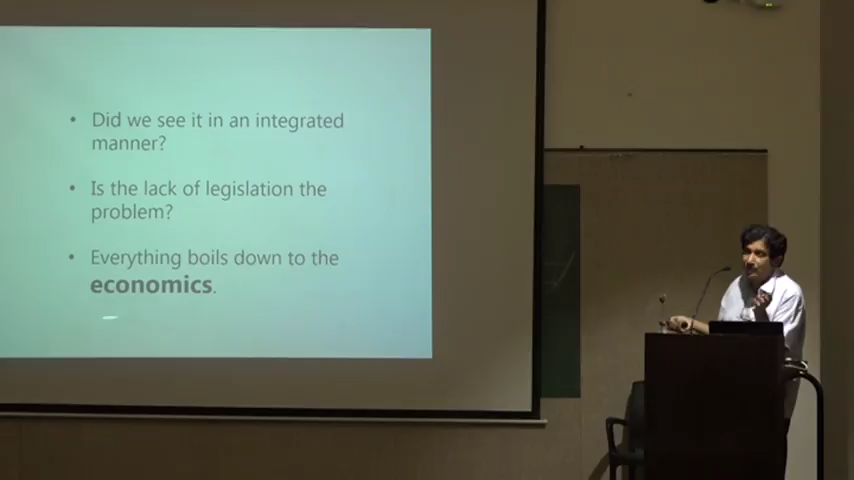 • Did we see it in an integrated
manner?
• Is the lack of legislation the
problem?
• Everything boils down to the
economics.